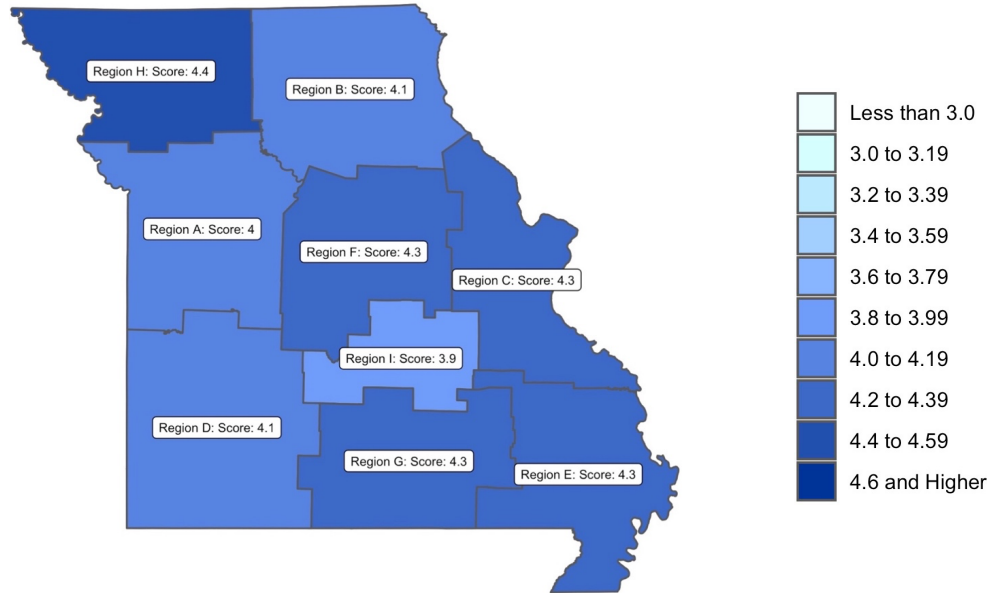 Region H: Score: 4.4
Region B: Score: 4.1
Region A: Score: 4
Region F: Score: 4.3
Region C: Score: 4.3
Region I: Score: 3.9
Region D: Score: 4.1
Region G: Score: 4.3
Region E: Score: 4.3
Less than 3.0
3.0 to 3.19
3.2 to 3.39
3.4 to 3.59
3.6 to 3.79
3.8 to 3.99
4.0 to 4.19
4.2 to 4.39
4.4 to 4.59
4.6 and Higher